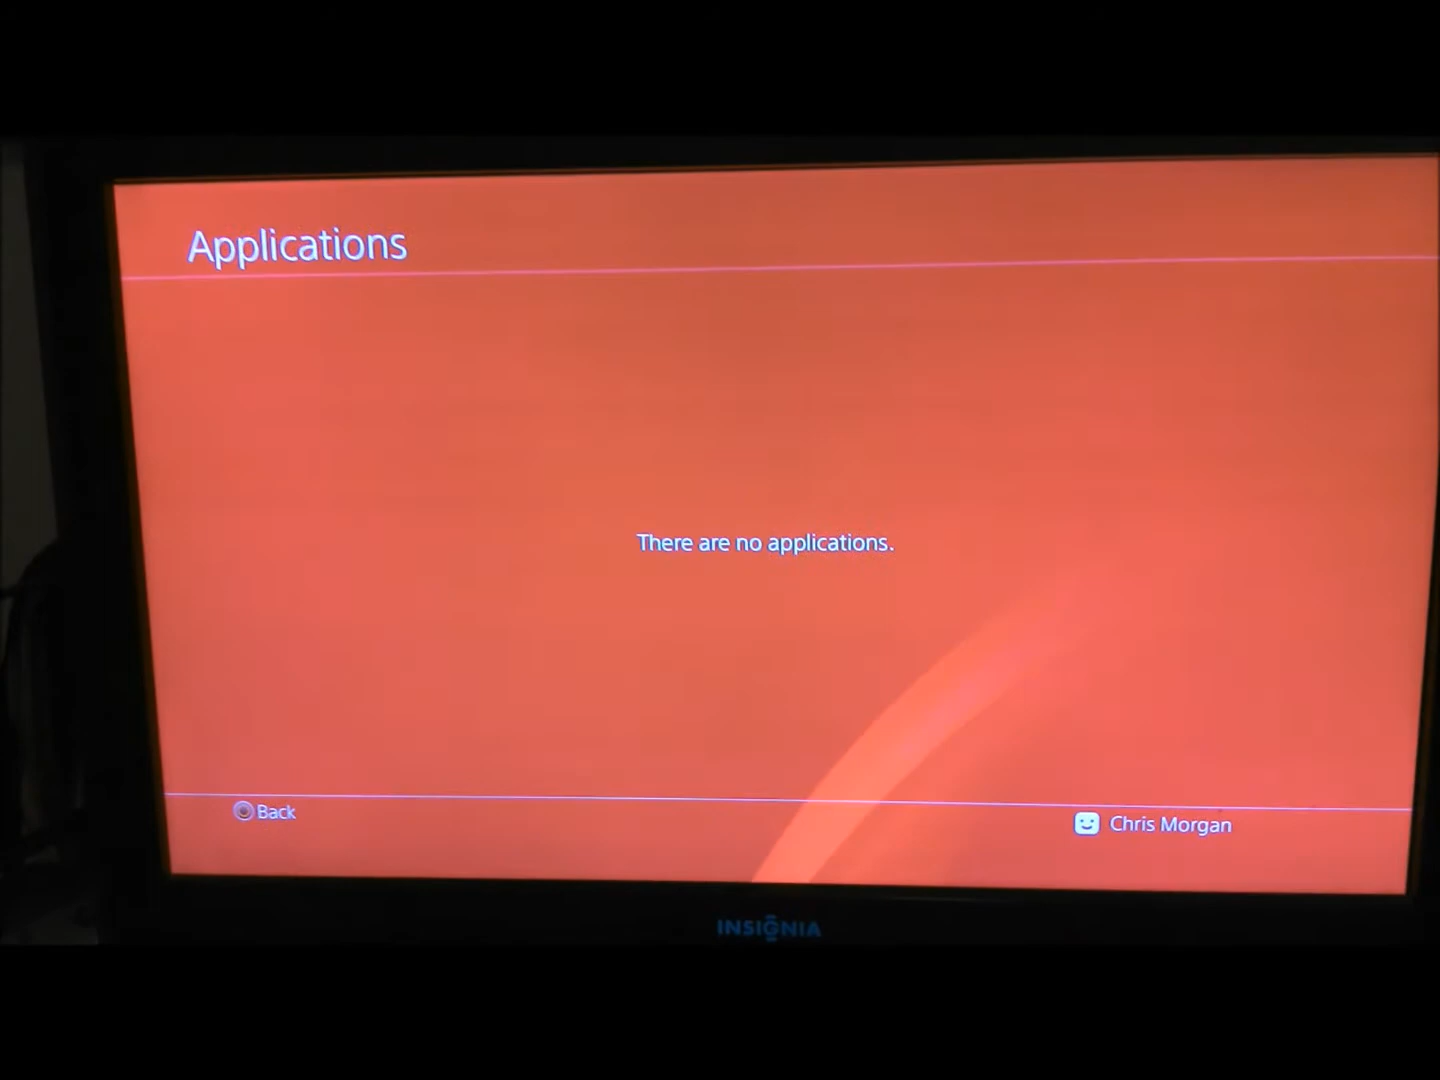 Applications
There are no applications.
Back
Chris Morgan
INSIGNIA